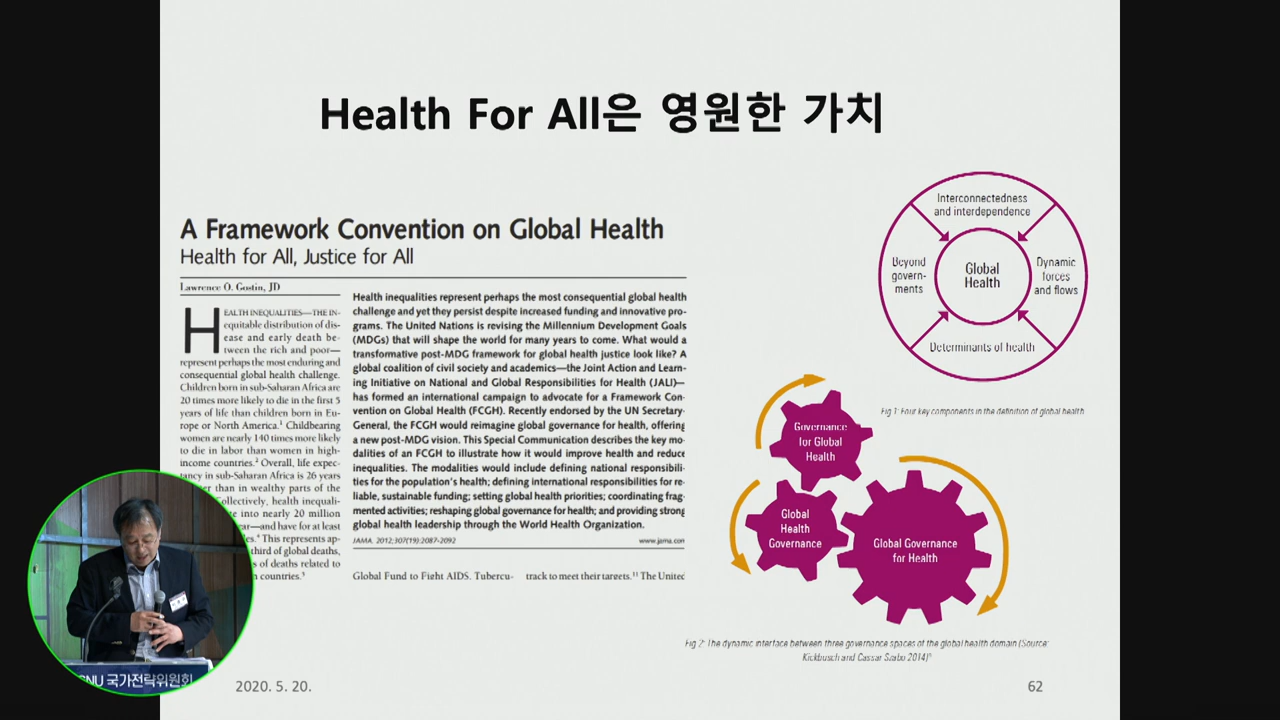 Health For All은 영원한 가치
A Framework Convention on Global Health
Health for All, Justice for All
Lawrence O. Gostin, JD
HEALTH INEQUALITIES—THE IN-
equitable distribution of dis-
ease and early death be-
tween the rich and poor—
represent perhaps the most enduring and
consequential global health challenge.
Children born in sub-Saharan Africa are
20 times more likely to die in the first 5
years of life than children born in Eu-
rope or North America.¹ Childbearing
women are nearly 140 times more likely
to die in labor than women in high-
income countries.² Overall, life expec-
tancy in sub-Saharan Africa is 26 years
than in wealthy parts of the
Collectively, health inequali-
into nearly 20 million
—and have for at least
This represents ap-
third of global deaths,
of deaths related to
countries.⁵
Health inequalities represent perhaps the most consequential global health
challenge and yet they persist despite increased funding and innovative pro-
grams. The United Nations is revising the Millennium Development Goals
(MDGs) that will shape the world for many years to come. What would a
transformative post-MDG framework for global health justice look like? A
global coalition of civil society and academics—the Joint Action and Learn-
ing Initiative on National and Global Responsibilities for Health (JALI)—
has formed an international campaign to advocate for a Framework Con-
vention on Global Health (FCGH). Recently endorsed by the UN Secretary-
General, the FCGH would reimagine global governance for health, offering
a new post-MDG vision. This Special Communication describes the key mo-
dalities of an FCGH to illustrate how it would improve health and reduce
inequalities. The modalities would include defining national responsibili-
ties for the population's health; defining international responsibilities for re-
liable, sustainable funding; setting global health priorities; coordinating frag-
mented activities; reshaping global governance for health; and providing strong
global health leadership through the World Health Organization.
JAMA. 2012;307(19):2087-2092 www.jama.com
Global Fund to Fight AIDS, Tubercu-
track to meet their targets.¹¹ The United
Interconnectedness
and interdependence
Beyond
govern-
ments
Global
Health
Dynamic
forces
and flows
Determinants of health
Fig 1: Four key components in the definition of global health
Governance
for Global
Health
Global
Health
Governance
Global Governance
for Health
Fig 2: The dynamic interface between three governance spaces of the global health domain (Source:
Kickbusch and Cassar Szabo 2014)⁶
SNU 국가전략위원회
2020. 5. 20.
62